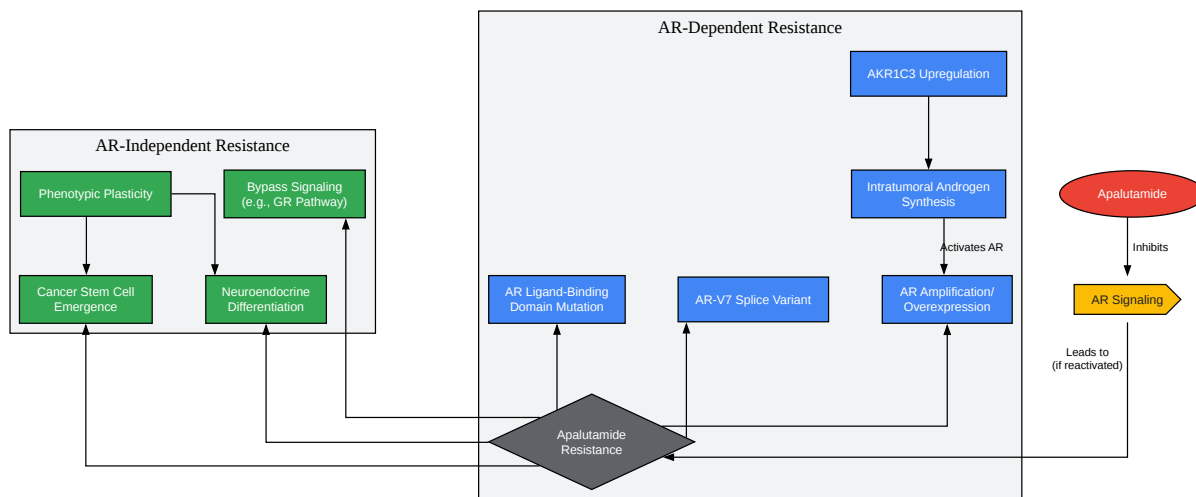 AR-Dependent Resistance
AKR1C3 Upregulation
AR-Independent Resistance
Phenotypic Plasticity
Bypass Signaling
(e.g., GR Pathway)
Intratumoral Androgen
Synthesis
Apalutamide
Activates AR
Inhibits
Cancer Stem Cell
Emergence
Neuroendocrine
Differentiation
AR Ligand-Binding
Domain Mutation
AR-V7 Splice Variant
AR Amplification/
Overexpression
AR Signaling
Leads to
(if reactivated)
Apalutamide
Resistance